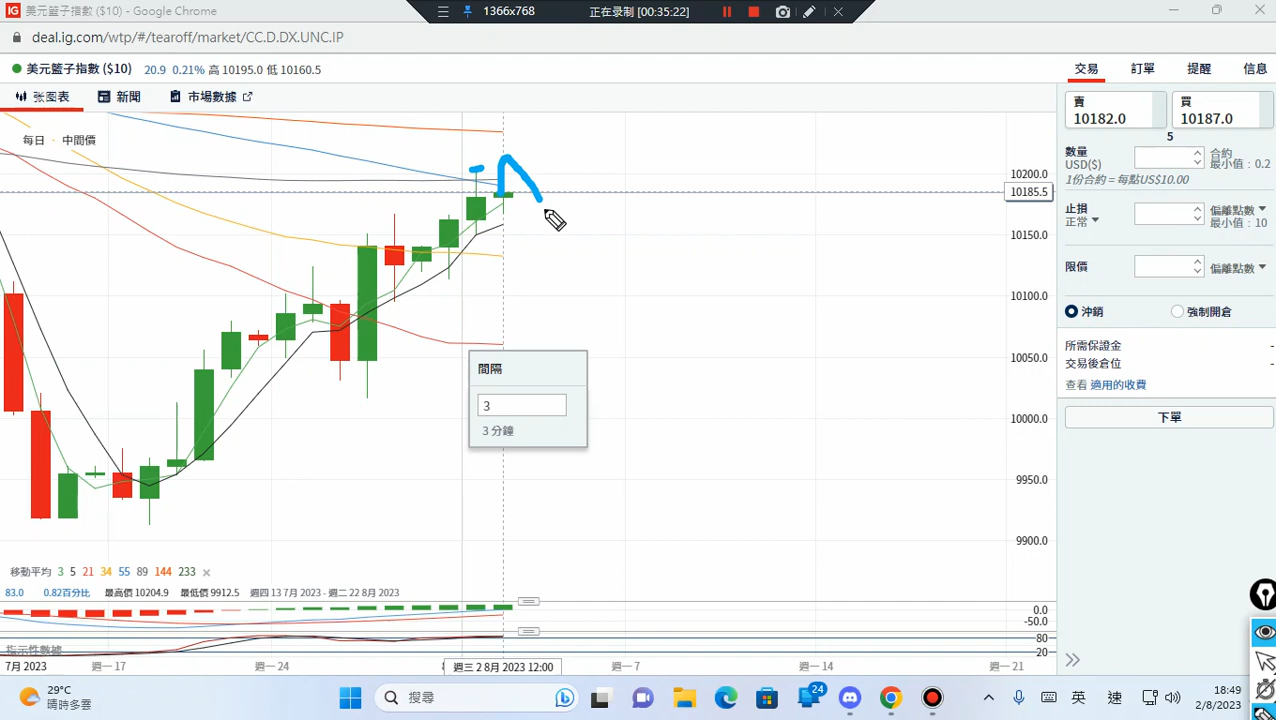 美元籃子指數 ($10) - Google Chrome
1366x768
正在录制 (00:35:22)
deal.ig.com/wtp/#/tearoff/market/CC.D.DX.UNC.IP
美元籃子指數 ($10) 20.9 0.21% 高 10195.0 低 10160.5
交易 訂單 提醒 信息
张图表 新聞 市場數據
每日 · 中間價
賣 10182.0
買 10187.0
5
数量 USD($)
合約 最小值 : 0.2
1份合約 = 每點US$10.00
止損 正常
偏離點數 最小值 : 10
限價
偏離點數
沖銷 強制開倉
所需保證金 -
交易後倉位 -
查看 適用的收費
下單
10200.0
10185.5
10150.0
10100.0
10050.0
10000.0
9950.0
9900.0
間隔
3
3 分鐘
移動平均 3 5 21 34 55 89 144 233
83.0 0.82百分比 最高價 10204.9 最低價 9912.5 週四 13 7月 2023 - 週二 22 8月 2023
0.0
-50.0
80
20
指示性數據
7月 2023 週一 17 週一 24 週三 2 8月 2023 12:00 週一 7 週一 14 週一 21
29°C
晴時多雲
搜尋
24
英 速
18:49
2/8/2023